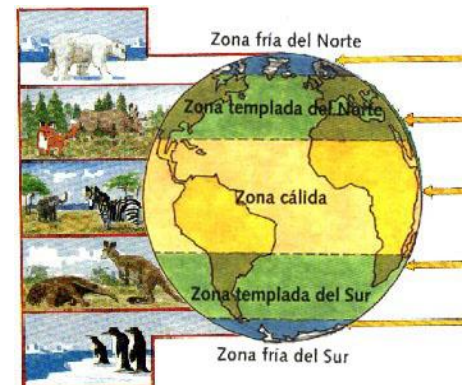 Zona fría del Norte
Zona templada del Norte
Zona cálida
Zona templada del Sur
Zona fría del Sur